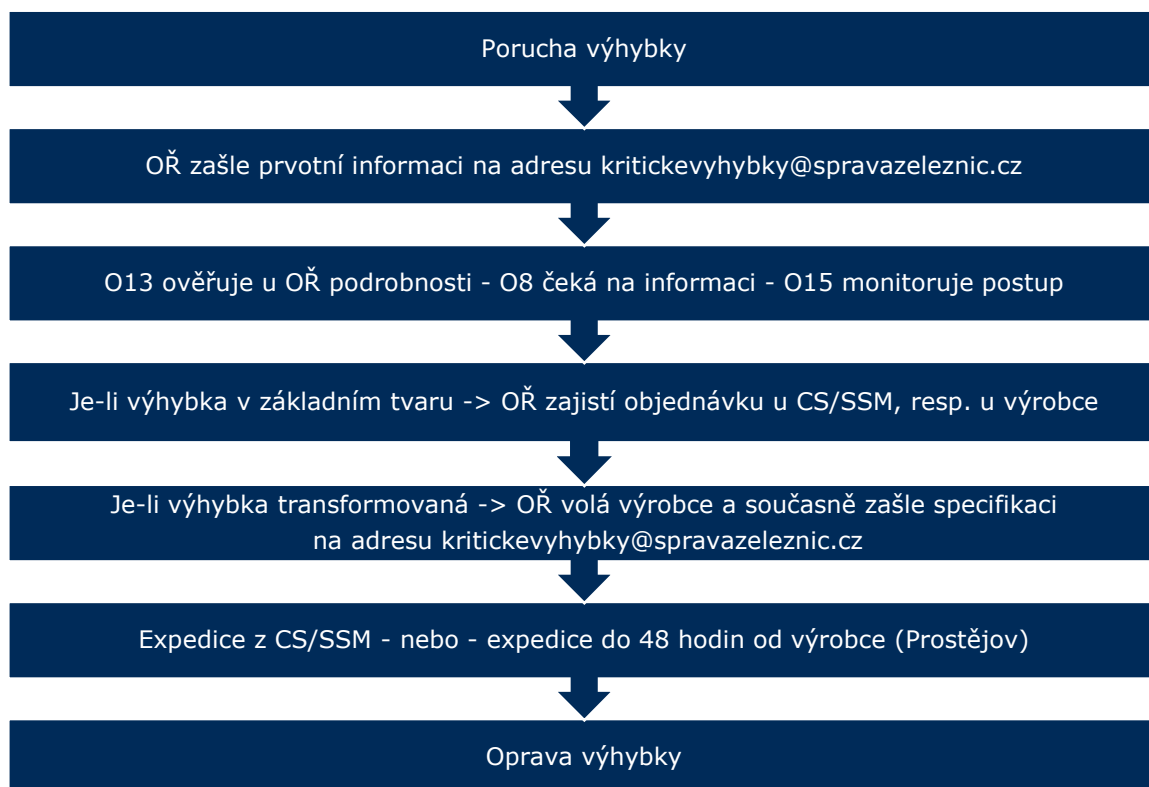 Porucha výhybky
OŘ zašle prvotní informaci na adresu kritickevyhybky@spravazeleznic.cz
O13 ověřuje u OŘ podrobnosti - O8 čeká na informaci - O15 monitoruje postup
Je-li výhybka v základním tvaru -> OŘ zajistí objednávku u CS/SSM, resp. u výrobce
Je-li výhybka transformovaná -> OŘ volá výrobce a současně zašle specifikaci
na adresu kritickevyhybky@spravazeleznic.cz
Expedice z CS/SSM - nebo - expedice do 48 hodin od výrobce (Prostějov)
Oprava výhybky